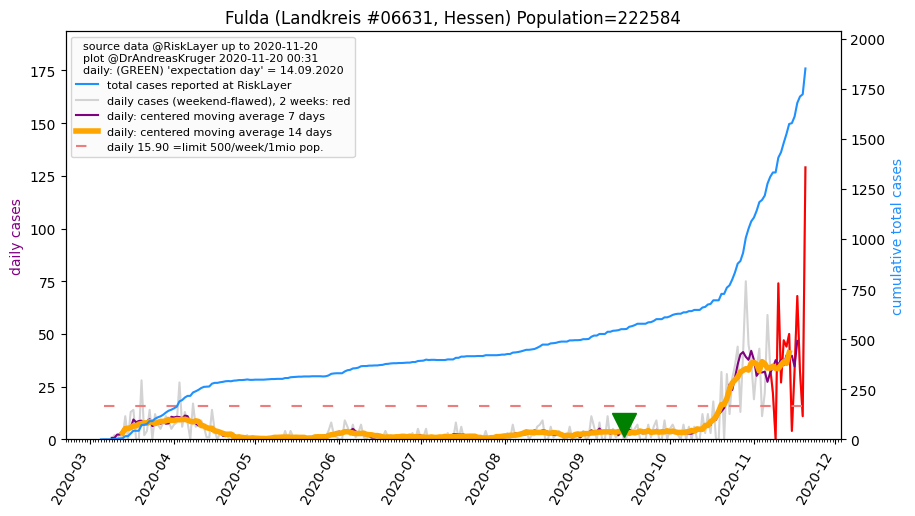 Fulda (Landkreis #06631, Hessen) Population=222584
source data @RiskLayer up to 2020-11-20
plot @DrAndreasKruger 2020-11-20 00:31
daily: (GREEN) 'expectation day' = 14.09.2020
total cases reported at RiskLayer
daily cases (weekend-flawed), 2 weeks: red
daily: centered moving average 7 days
daily: centered moving average 14 days
daily 15.90 =limit 500/week/1mio pop.
daily cases
175
150
125
100
75
50
25
0
cumulative total cases
2000
1750
1500
1250
1000
750
500
250
0
2020-03
2020-04
2020-05
2020-06
2020-07
2020-08
2020-09
2020-10
2020-11
2020-12